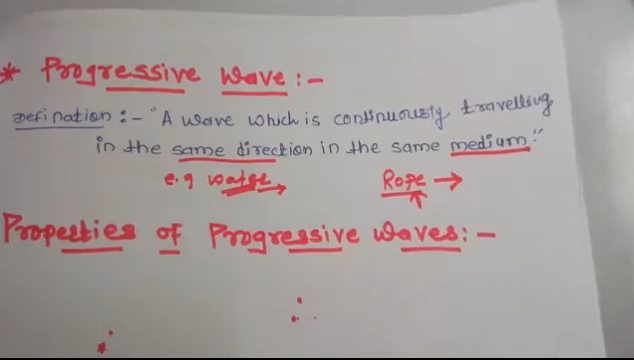 * Progressive Wave :-
Defination :- "A wave which is continuously travelling
in the same direction in the same medium."
e.g water → Rope →
Properties of Progressive Waves :-